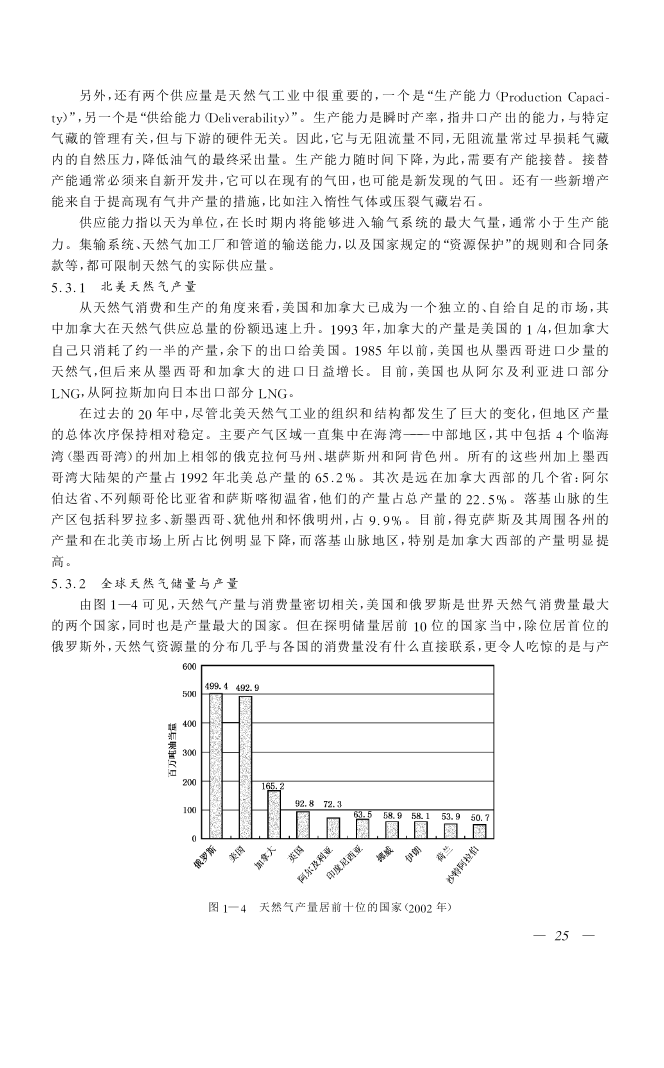 另外,还有两个供应量是天然气工业中很重要的,一个是“生产能力(Production Capaci-
ty)”,另一个是“供给能力(Deliverability)”。生产能力是瞬时产率,指井口产出的能力,与特定
气藏的管理有关,但与下游的硬件无关。因此,它与无阻流量不同,无阻流量常过早损耗气藏
内的自然压力,降低油气的最终采出量。生产能力随时间下降,为此,需要有产能接替。接替
产能通常必须来自新开发井,它可以在现有的气田,也可能是新发现的气田。还有一些新增产
能来自于提高现有气井产量的措施,比如注入惰性气体或压裂气藏岩石。
供应能力指以天为单位,在长时期内将能够进入输气系统的最大气量,通常小于生产能
力。集输系统、天然气加工厂和管道的输送能力,以及国家规定的“资源保护”的规则和合同条
款等,都可限制天然气的实际供应量。
5.3.1 北美天然气产量
从天然气消费和生产的角度来看,美国和加拿大已成为一个独立的、自给自足的市场,其
中加拿大在天然气供应总量的份额迅速上升。1993 年,加拿大的产量是美国的 1/4,但加拿大
自己只消耗了约一半的产量,余下的出口给美国。1985 年以前,美国也从墨西哥进口少量的
天然气,但后来从墨西哥和加拿大的进口日益增长。目前,美国也从阿尔及利亚进口部分
LNG,从阿拉斯加向日本出口部分 LNG。
在过去的 20 年中,尽管北美天然气工业的组织和结构都发生了巨大的变化,但地区产量
的总体次序保持相对稳定。主要产气区域一直集中在海湾——中部地区,其中包括 4 个临海
湾(墨西哥湾)的州加上相邻的俄克拉何马州、堪萨斯州和阿肯色州。所有的这些州加上墨西
哥湾大陆架的产量占 1992 年北美总产量的 65.2%。其次是远在加拿大西部的几个省:阿尔
伯达省、不列颠哥伦比亚省和萨斯喀彻温省,他们的产量占总产量的 22.5%。落基山脉的生
产区包括科罗拉多、新墨西哥、犹他州和怀俄明州,占 9.9%。目前,得克萨斯及其周围各州的
产量和在北美市场上所占比例明显下降,而落基山脉地区,特别是加拿大西部的产量明显提
高。
5.3.2 全球天然气储量与产量
由图 1—4 可见,天然气产量与消费量密切相关,美国和俄罗斯是世界天然气消费量最大
的两个国家,同时也是产量最大的国家。但在探明储量居前 10 位的国家当中,除位居首位的
俄罗斯外,天然气资源量的分布几乎与各国的消费量没有什么直接联系,更令人吃惊的是与产
600
500
400
300
200
100
0
百万吨油当量
499.4
492.9
165.2
92.8
72.3
63.5
58.9
58.1
53.9
50.7
俄罗斯
美国
加拿大
英国
阿尔及利亚
印度尼西亚
挪威
伊朗
荷兰
沙特阿拉伯
图 1—4 天然气产量居前十位的国家(2002 年)
— 25 —